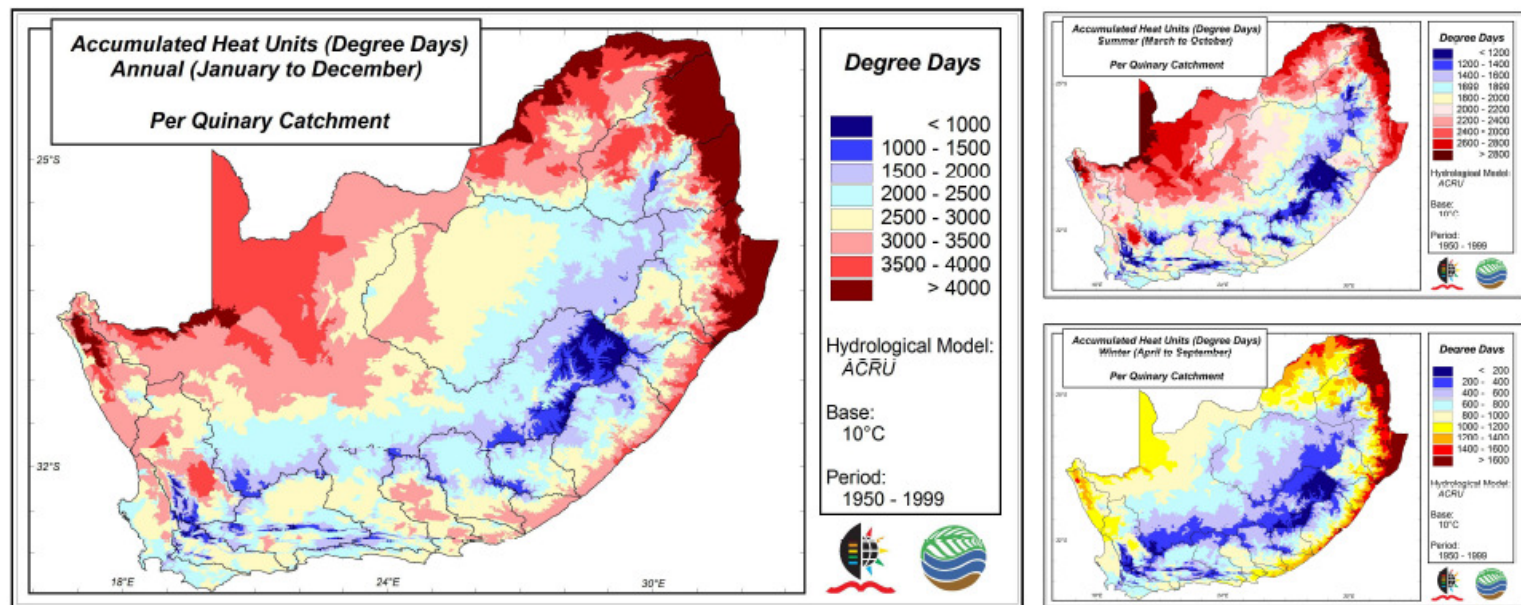 Accumulated Heat Units (Degree Days)
Annual (January to December)
Per Quinary Catchment
25°S
32°S
18°E
24°E
30°E
Degree Days
< 1000
1000 - 1500
1500 - 2000
2000 - 2500
2500 - 3000
3000 - 3500
3500 - 4000
> 4000
Hydrological Model:
ACRU
Base:
10°C
Period:
1950 - 1999
Accumulated Heat Units (Degree Days)
Summer (March to October)
Per Quinary Catchment
Degree Days
< 1200
1200 - 1400
1400 - 1600
1800 - 2000
2000 - 2200
2200 - 2400
2600 - 2800
> 2800
Hydrological Model:
ACRU
Base:
10°C
Period:
1950 - 1999
Accumulated Heat Units (Degree Days)
Winter (April to September)
Per Quinary Catchment
Degree Days
< 200
200 - 400
400 - 600
600 - 800
800 - 1000
1000 - 1200
1200 - 1400
1400 - 1600
> 1600
Hydrological Model:
ACRU
Base:
10°C
Period:
1950 - 1999